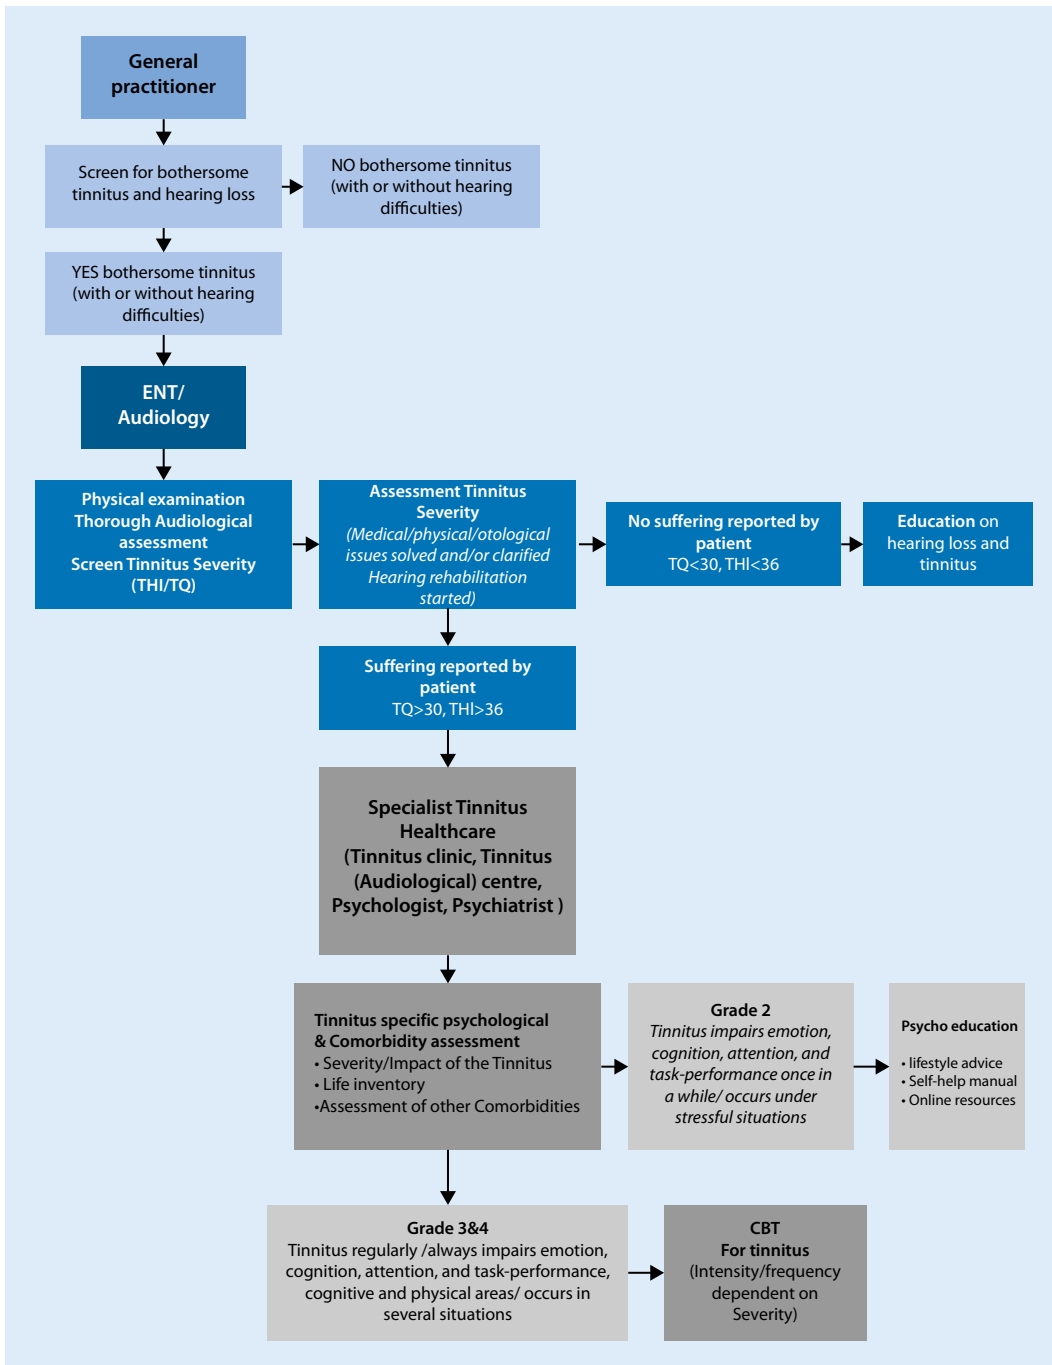 General
practitioner
Screen for bothersome
tinnitus and hearing loss
NO bothersome tinnitus
(with or without hearing
difficulties)
YES bothersome tinnitus
(with or without hearing
difficulties)
ENT/
Audiology
Physical examination
Thorough Audiological
assessment
Screen Tinnitus Severity
(THI/TQ)
Assessment Tinnitus
Severity
(Medical/physical/otological
issues solved and/or clarified
Hearing rehabilitation
started)
No suffering reported by
patient
TQ<30, THI<36
Education on
hearing loss and
tinnitus
Suffering reported by
patient
TQ>30, THI>36
Specialist Tinnitus
Healthcare
(Tinnitus clinic, Tinnitus
(Audiological) centre,
Psychologist, Psychiatrist )
Tinnitus specific psychological
& Comorbidity assessment
• Severity/Impact of the Tinnitus
• Life inventory
•Assessment of other Comorbidities
Grade 2
Tinnitus impairs emotion,
cognition, attention, and
task-performance once in
a while/ occurs under
stressful situations
Psycho education
• lifestyle advice
• Self-help manual
• Online resources
Grade 3&4
Tinnitus regularly /always impairs emotion,
cognition, attention, and task-performance,
cognitive and physical areas/ occurs in
several situations
CBT
For tinnitus
(Intensity/frequency
dependent on
Severity)